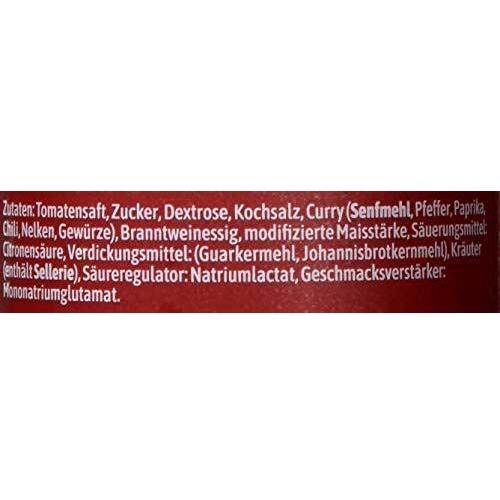 Zutaten: Tomatensaft, Zucker, Dextrose, Kochsalz, Curry (Senfmehl, Pfeffer, Paprika,
Chili, Nelken, Gewürze), Branntweinessig, modifizierte Maisstärke, Säuerungsmittel:
Citronensäure, Verdickungsmittel: (Guarkermehl, Johannisbrotkernmehl), Kräuter
(enthält Sellerie), Säureregulator: Natriumlactat, Geschmacksverstärker:
Mononatriumglutamat.